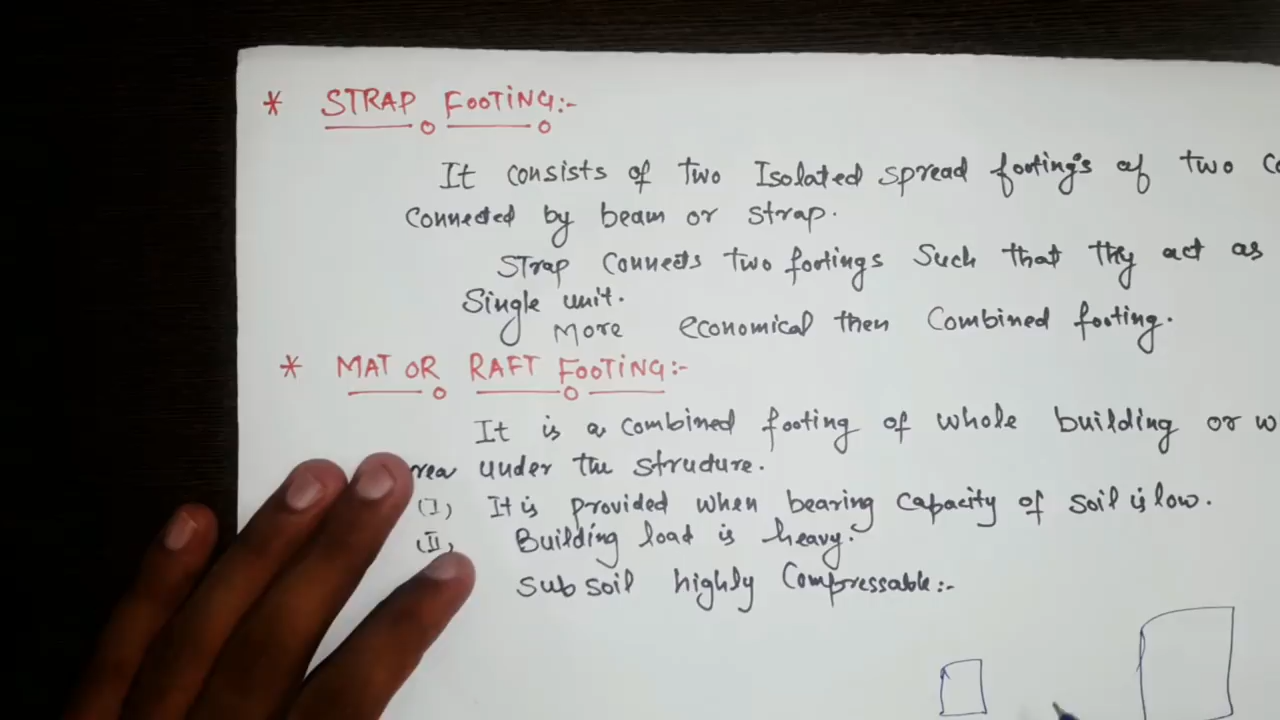 * STRAP FOOTING:-
It consists of Two Isolated spread footing's of two
Connected by beam or strap.
Strap Connects two footings Such that they act as
Single unit.
More economical then Combined footing.
* MAT OR RAFT FOOTING:-
It is a combined footing of whole building or
under the structure.
(I) It is provided when bearing capacity of soil is low.
(II) Building load is heavy.
Sub soil highly Compressable:-